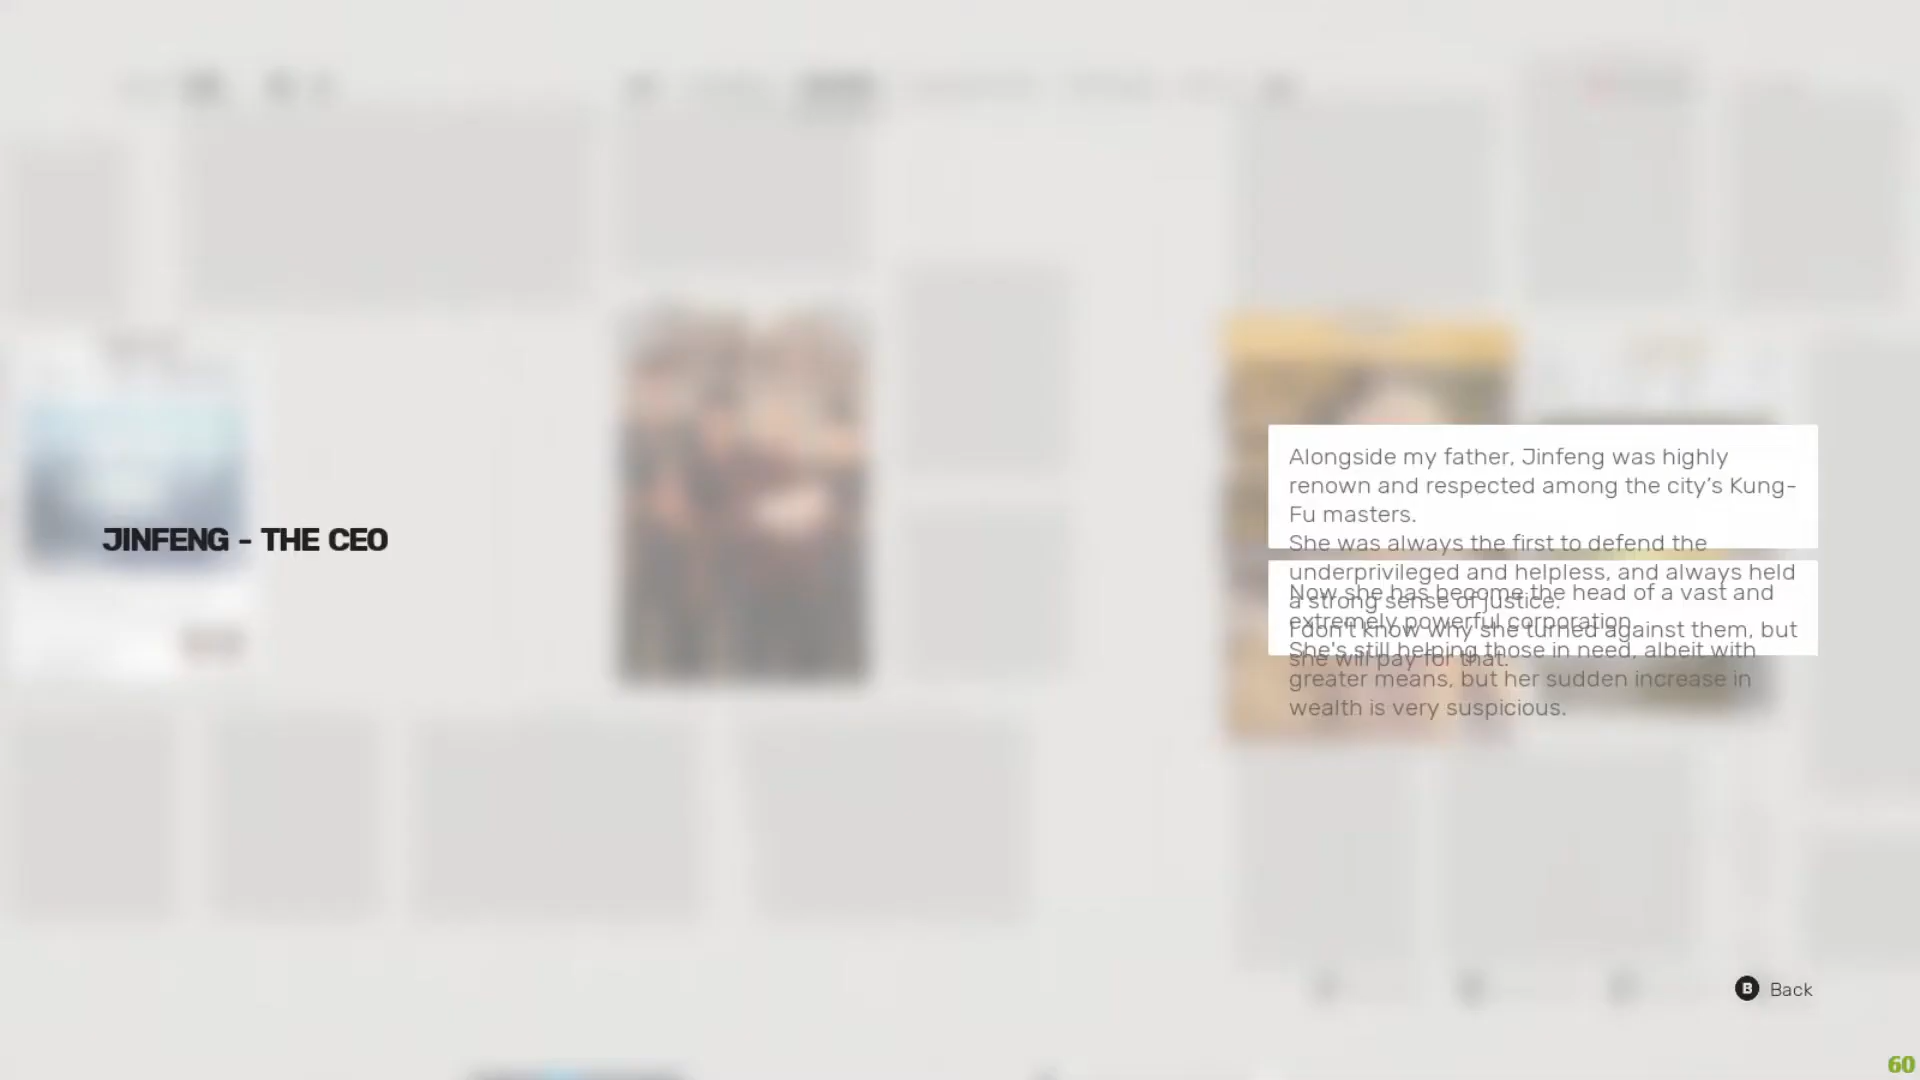 JINFENG - THE CEO
Alongside my father, Jinfeng was highly
renown and respected among the city's Kung-
Fu masters.
She was always the first to defend the
underprivileged and helpless, and always held
a strong sense of justice.
I don't know why she turned against them, but
she will pay for that.
Now she has become the head of a vast and
extremely powerful corporation.
She's still helping those in need, albeit with
greater means, but her sudden increase in
wealth is very suspicious.
B Back
60